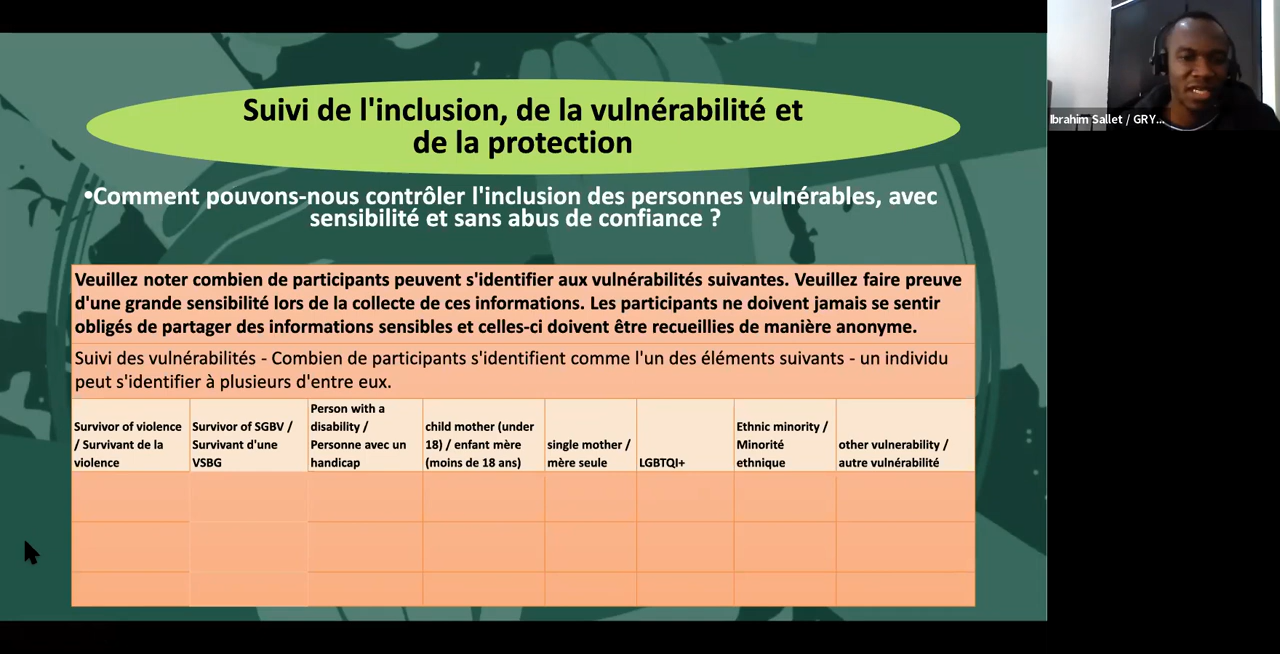 Suivi de l'inclusion, de la vulnérabilité et
de la protection
•Comment pouvons-nous contrôler l'inclusion des personnes vulnérables, avec
sensibilité et sans abus de confiance ?
Veuillez noter combien de participants peuvent s'identifier aux vulnérabilités suivantes. Veuillez faire preuve
d'une grande sensibilité lors de la collecte de ces informations. Les participants ne doivent jamais se sentir
obligés de partager des informations sensibles et celles-ci doivent être recueillies de manière anonyme.
Suivi des vulnérabilités - Combien de participants s'identifient comme l'un des éléments suivants - un individu
peut s'identifier à plusieurs d'entre eux.
Survivor of violence
/ Survivant de la
violence
Survivor of SGBV /
Survivant d'une
VSBG
Person with a
disability /
Personne avec un
handicap
child mother (under
18) / enfant mère
(moins de 18 ans)
single mother /
mère seule
LGBTQI+
Ethnic minority /
Minorité
ethnique
other vulnerability /
autre vulnérabilité
Ibrahim Sallet / GRY...